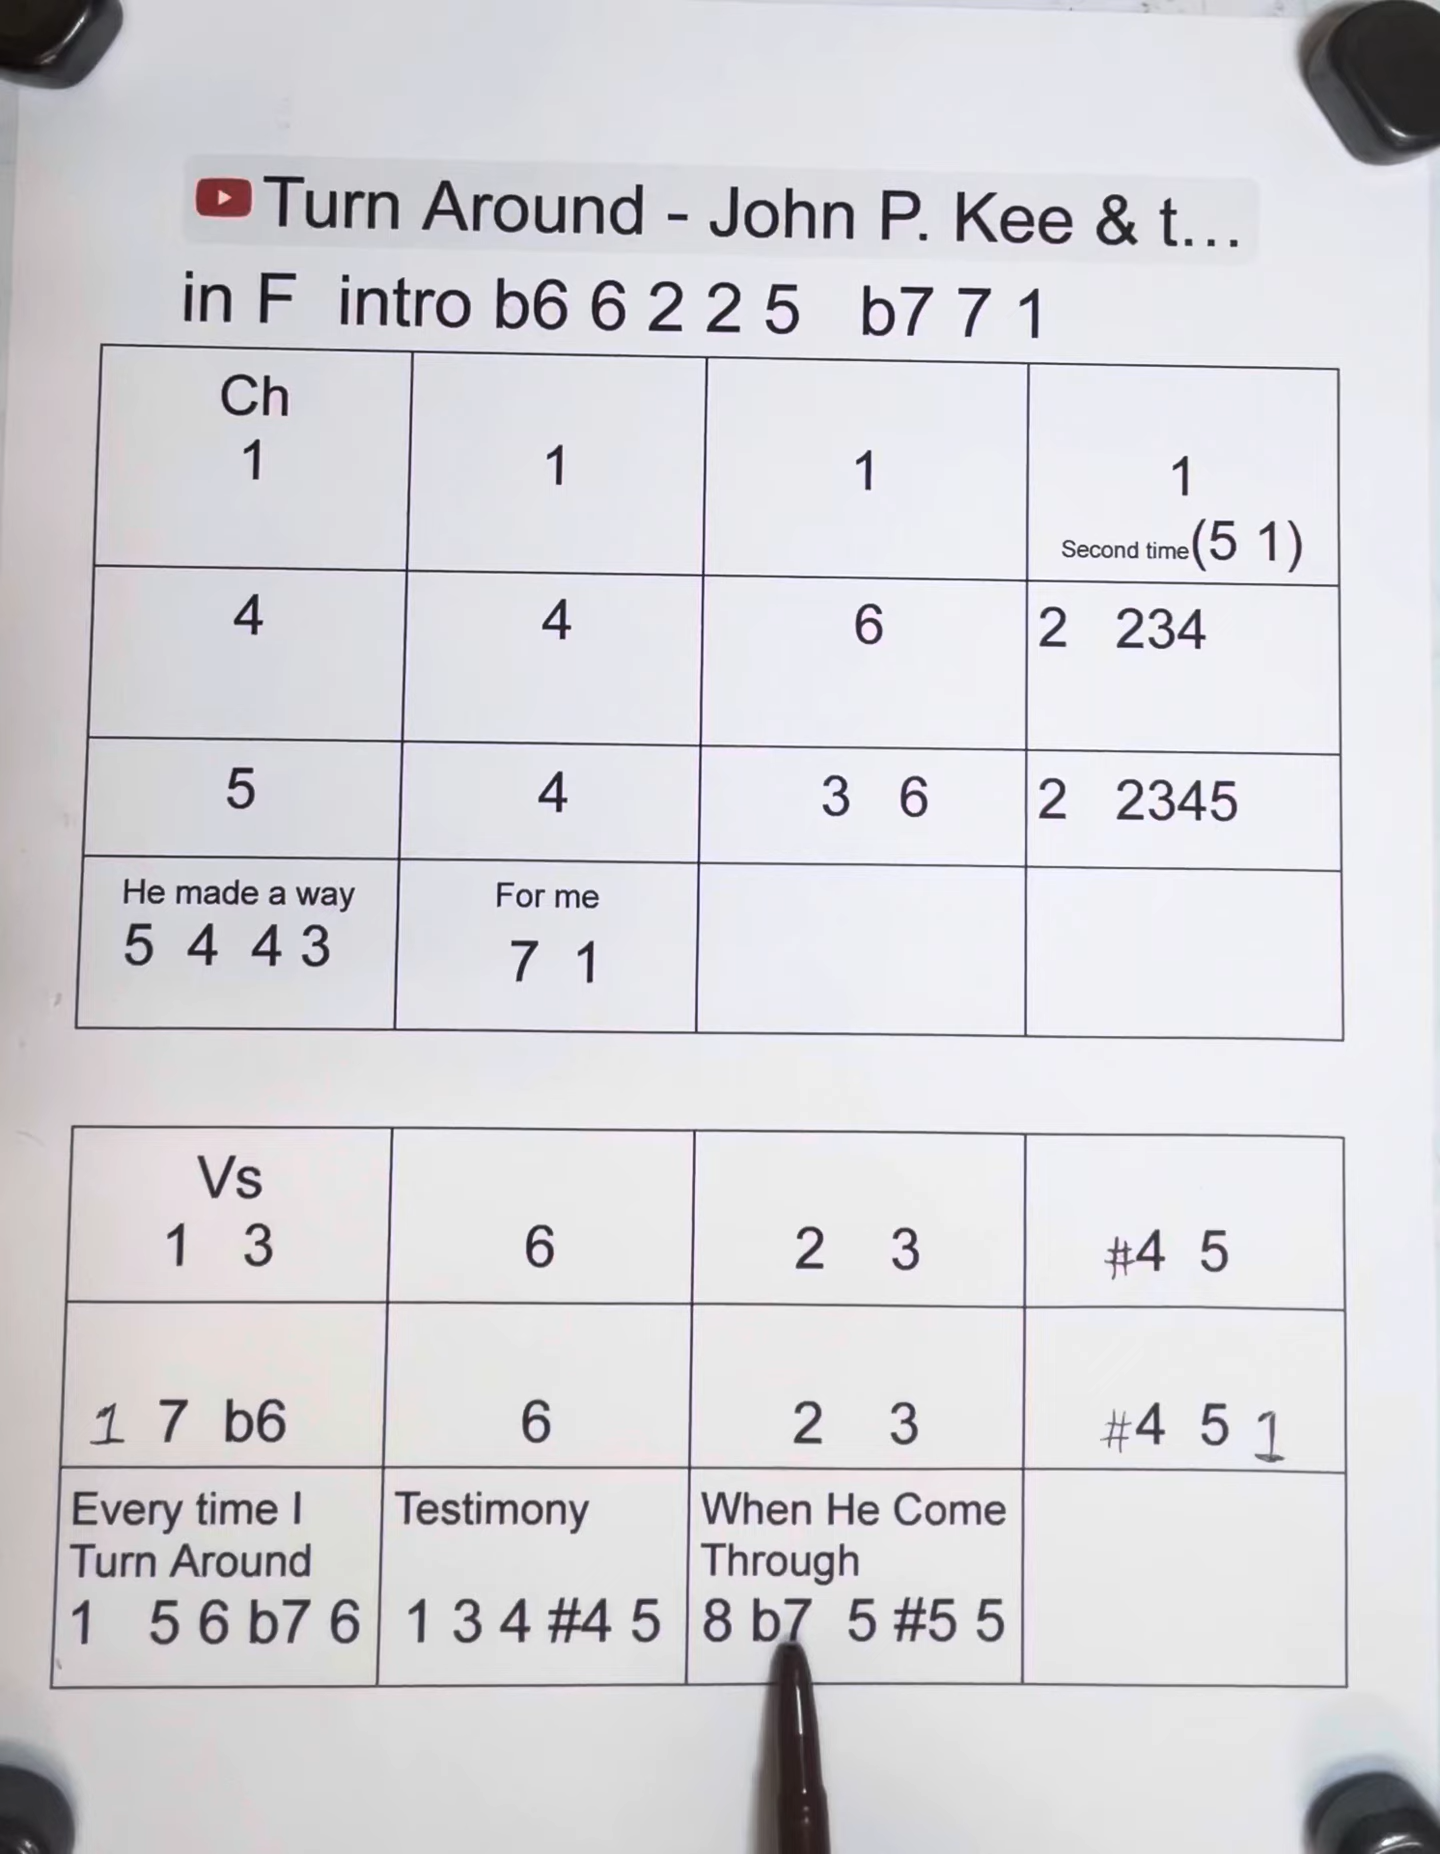 Turn Around - John P. Kee & t...
in F intro b6 6 2 2 5 b7 7 1
Ch
1 1 1 1
Second time (5 1)
4 4 6 2 234
5 4 3 6 2 2345
He made a way For me
5 4 4 3 7 1
Vs
1 3 6 2 3 #4 5
1 7 b6 6 2 3 #4 5 1
Every time I Testimony When He Come
Turn Around Through
1 5 6 b7 6 1 3 4 #4 5 8 b7 5 #5 5